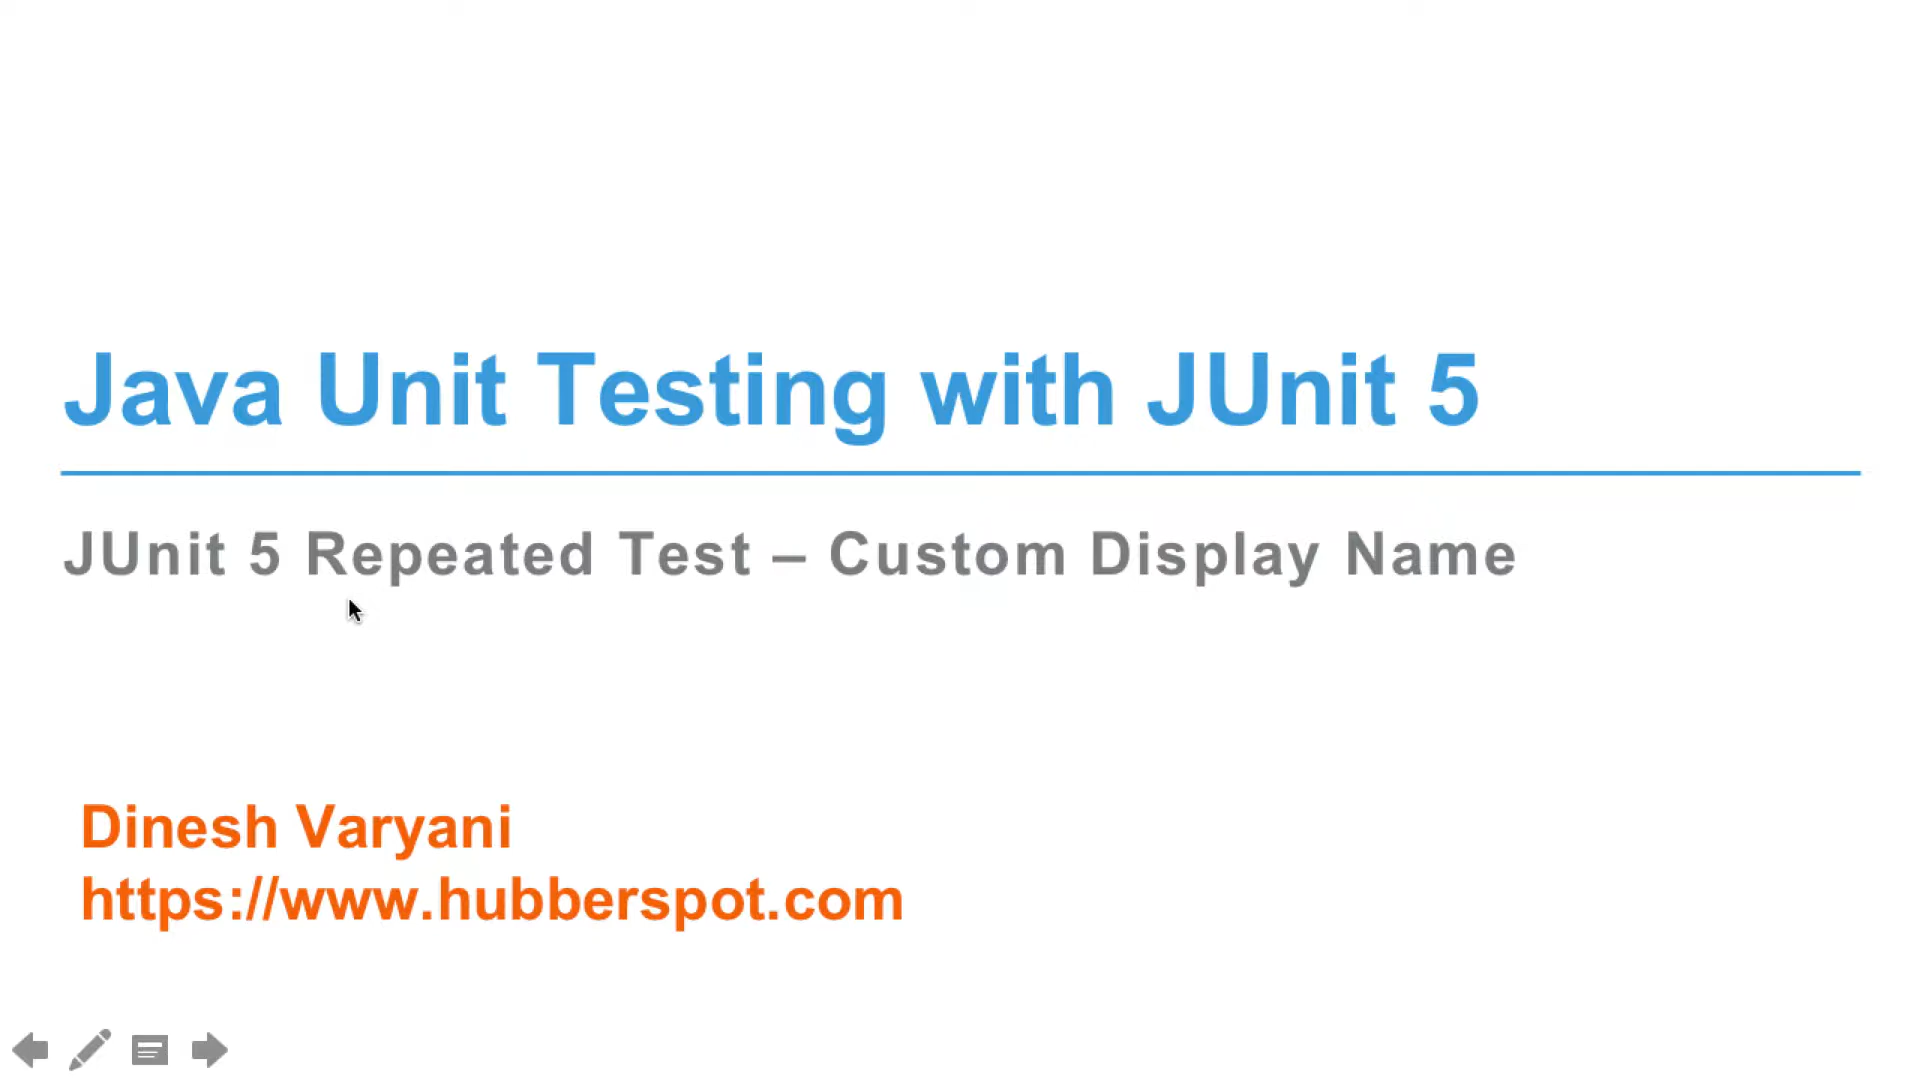 Java Unit Testing with JUnit 5
JUnit 5 Repeated Test – Custom Display Name
Dinesh Varyani
https://www.hubberspot.com